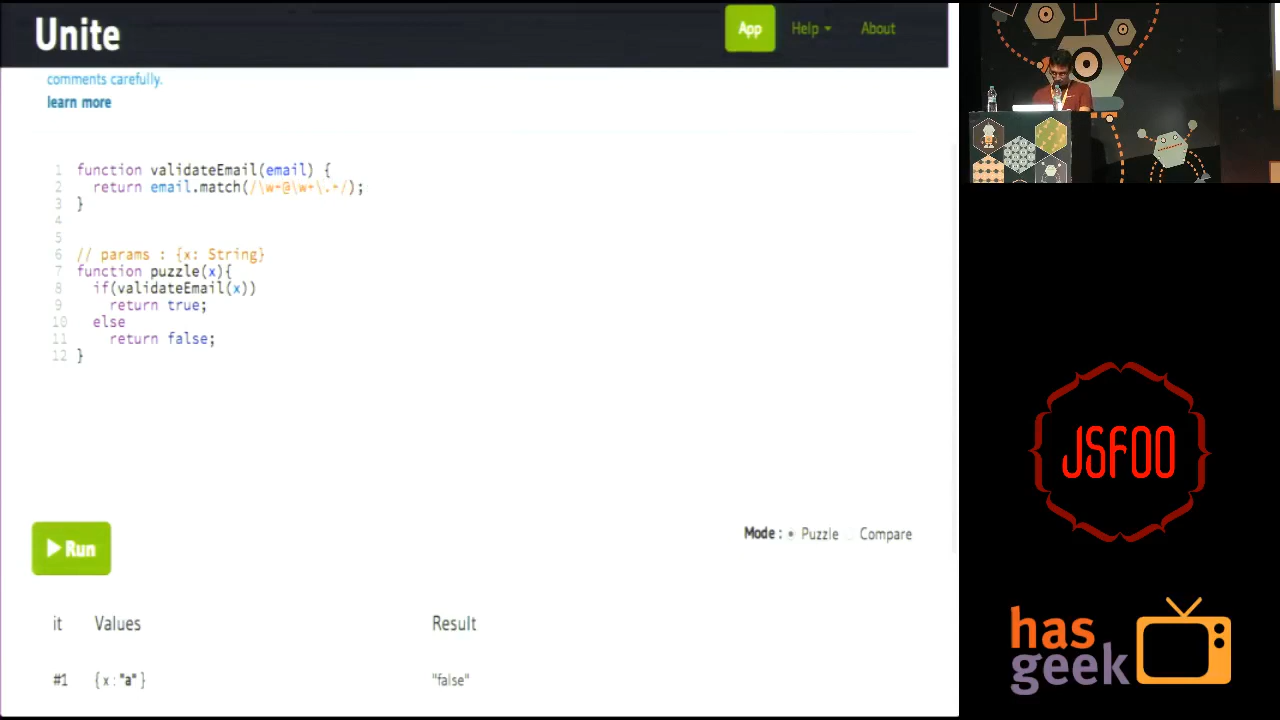 Unite
App
Help
About
comments carefully.
learn more
1 function validateEmail(email) {
2 return email.match(/\w+@\w+\.+/);
3 }
4
5
6 // params : {x: String}
7 function puzzle(x){
8 if(validateEmail(x))
9 return true;
10 else
11 return false;
12 }
Run
Mode : Puzzle Compare
it Values Result
#1 { x : "a" } "false"
JSFOO
has
geek